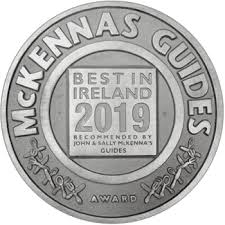 McKENNAS GUIDES
BEST IN
IRELAND
2019
RECOMMENDED BY
JOHN & SALLY McKENNA'S
GUIDES
AWARD